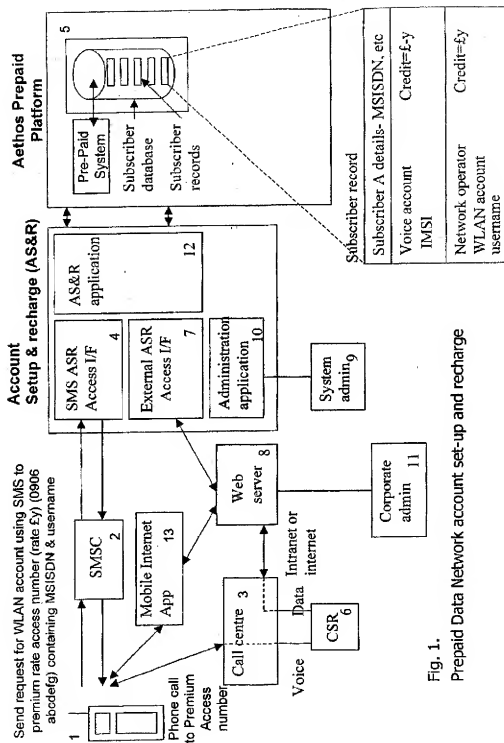 Send request for WLAN account using SMS to
premium rate access number (rate £y) (0906
abcdefg) containing MSISDN & username
1
Phone call
to Premium
Access
number
SMSC
2
Mobile Internet
App
13
Call centre 3
Voice
Data
CSR
6
Intranet or
internet
Web
server
8
Corporate
admin
11
Account
Setup & recharge (AS&R)
SMS ASR
Access I/F
4
External ASR
Access I/F
7
Administration
application
10
AS&R
application
12
System
admin
9
Aethos Prepaid
Platform
5
Pre-Paid
System
Subscriber
database
Subscriber
records
Subscriber record
Subscriber A details- MSISDN, etc
Voice account Credit=£-y
IMSI
Network operator Credit=£y
WLAN account
username
Fig. 1.
Prepaid Data Network account set-up and recharge